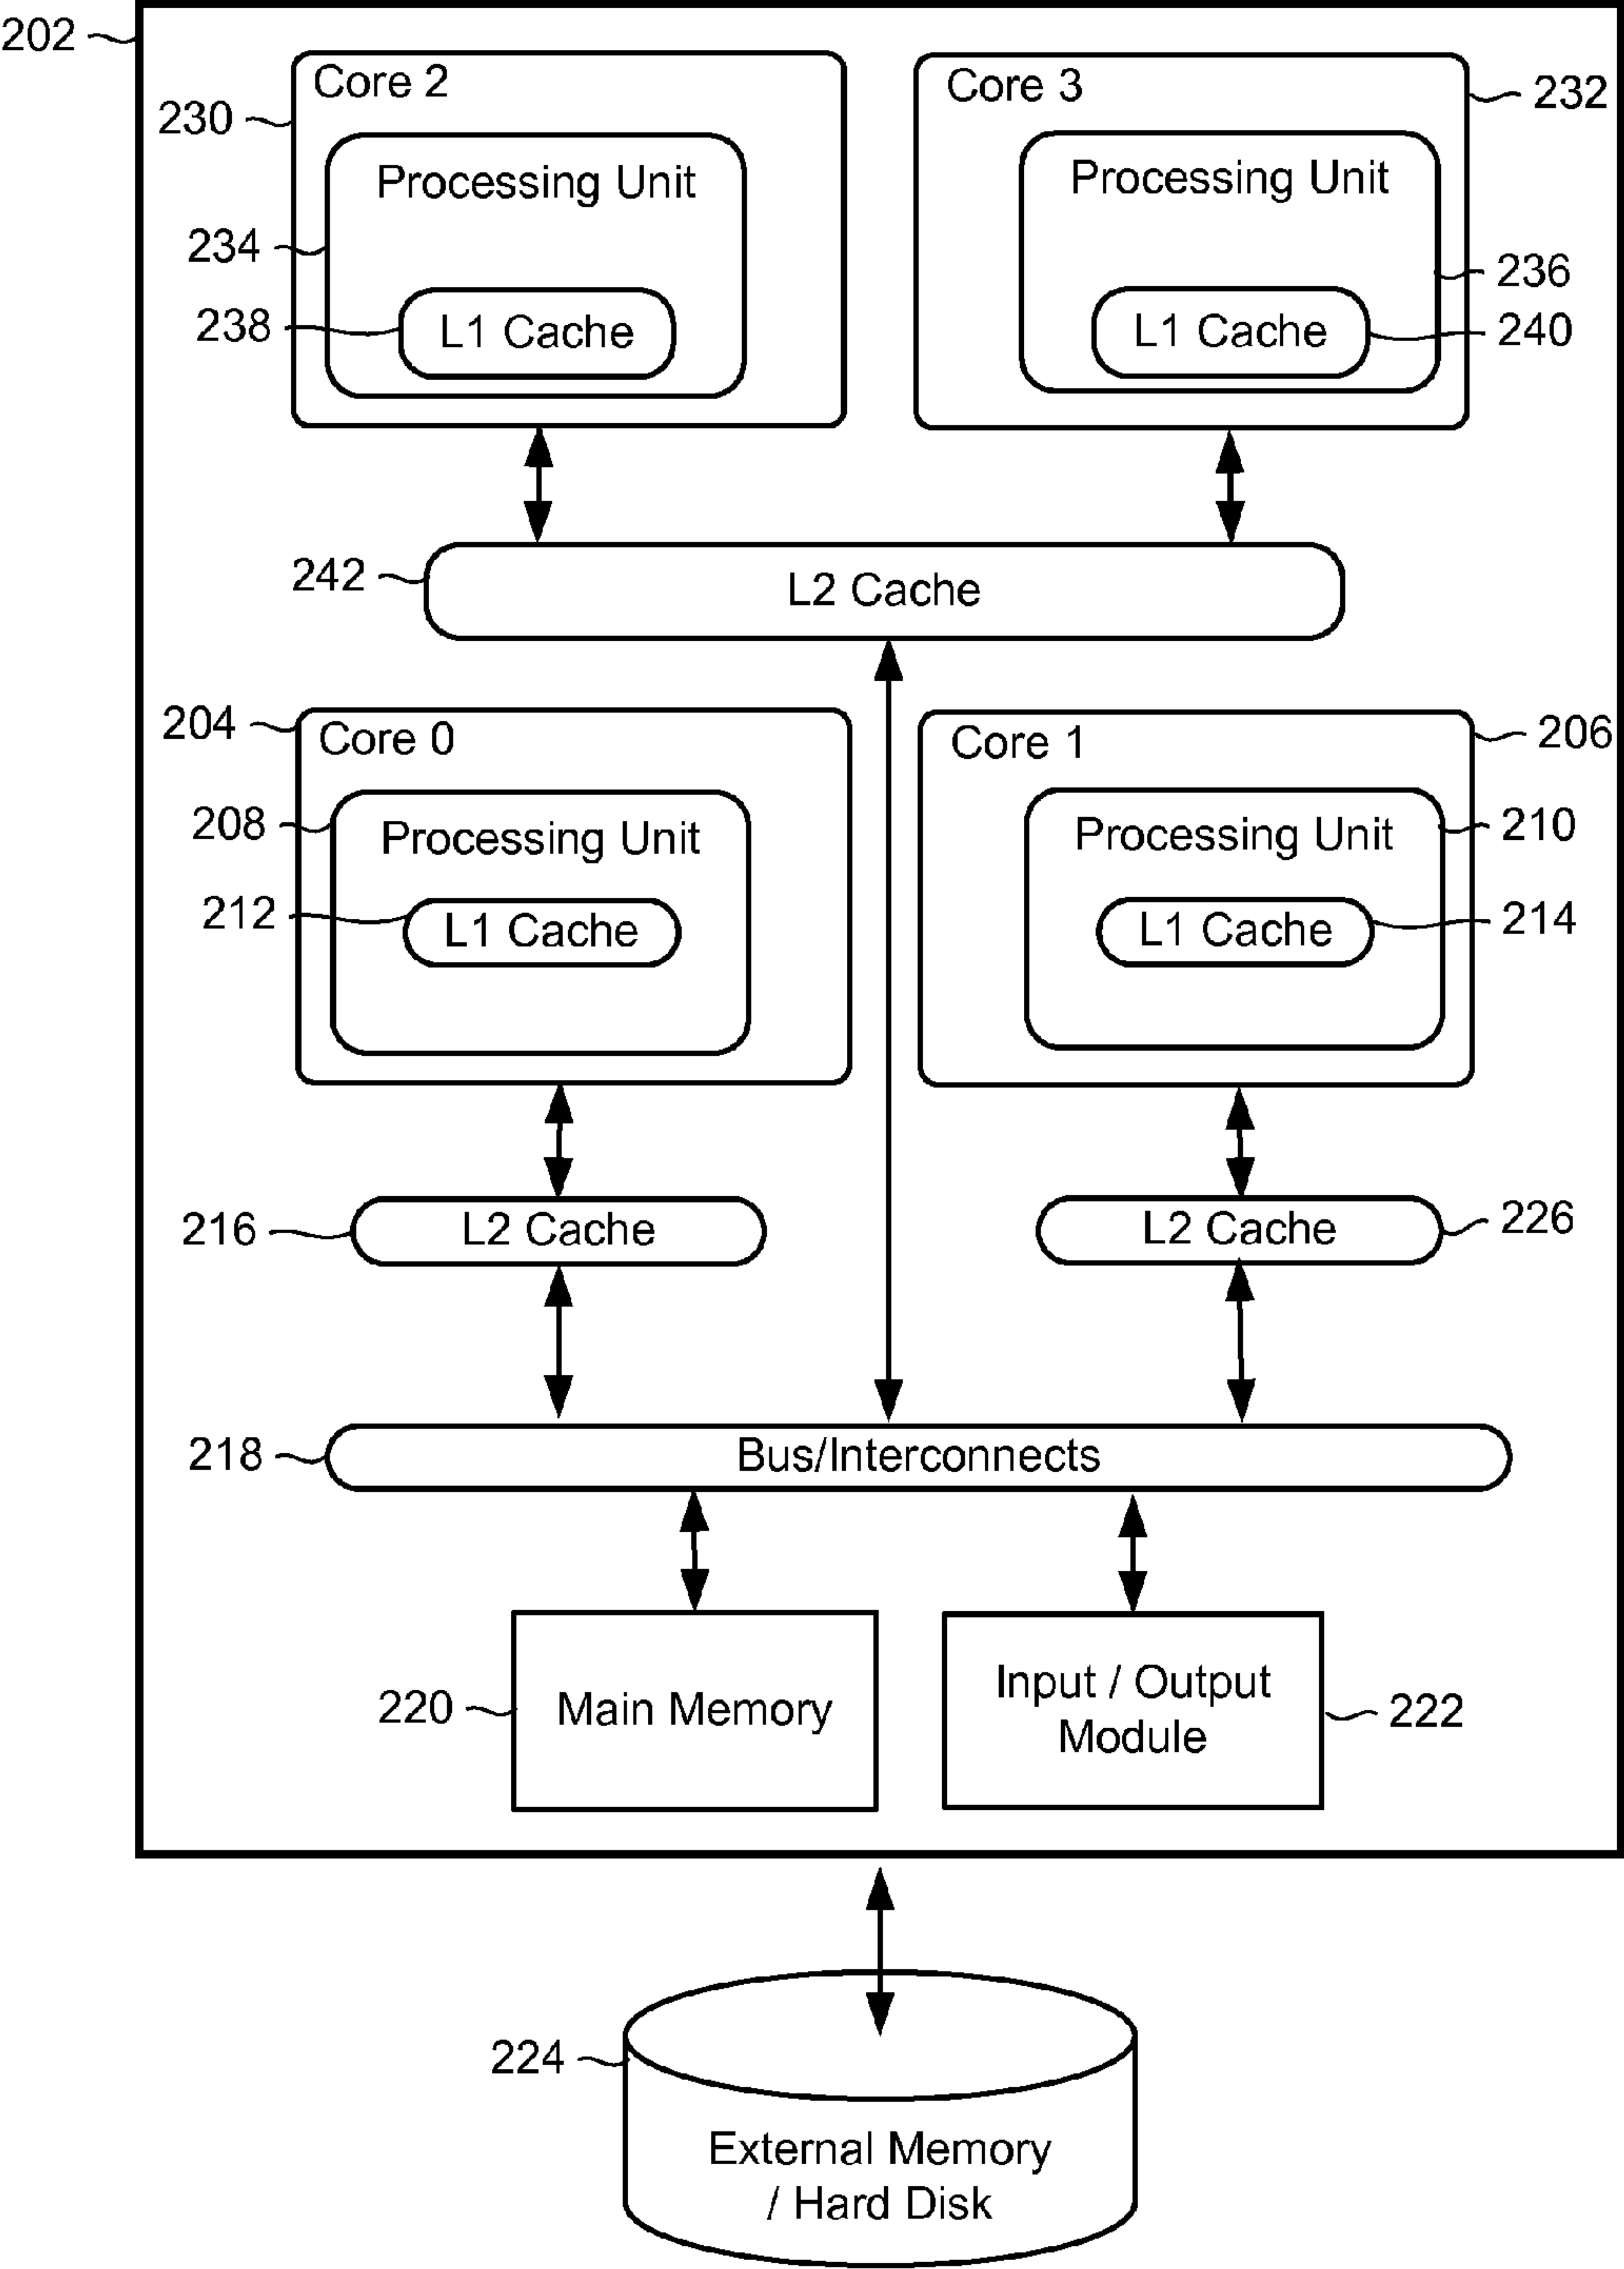 202
Core 2
Core 3
230
232
Processing Unit
Processing Unit
234
236
238
L1 Cache
L1 Cache
240
242
L2 Cache
204
Core 0
Core 1
206
208
Processing Unit
Processing Unit
210
212
L1 Cache
L1 Cache
214
216
L2 Cache
L2 Cache
226
218
Bus/Interconnects
220
Main Memory
Input / Output
Module
222
224
External Memory
/ Hard Disk